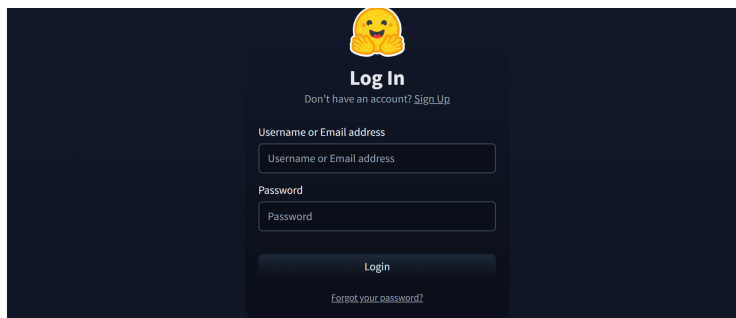 Log In
Don't have an account? Sign Up
Username or Email address
Username or Email address
Password
Password
Login
Forgot your password?